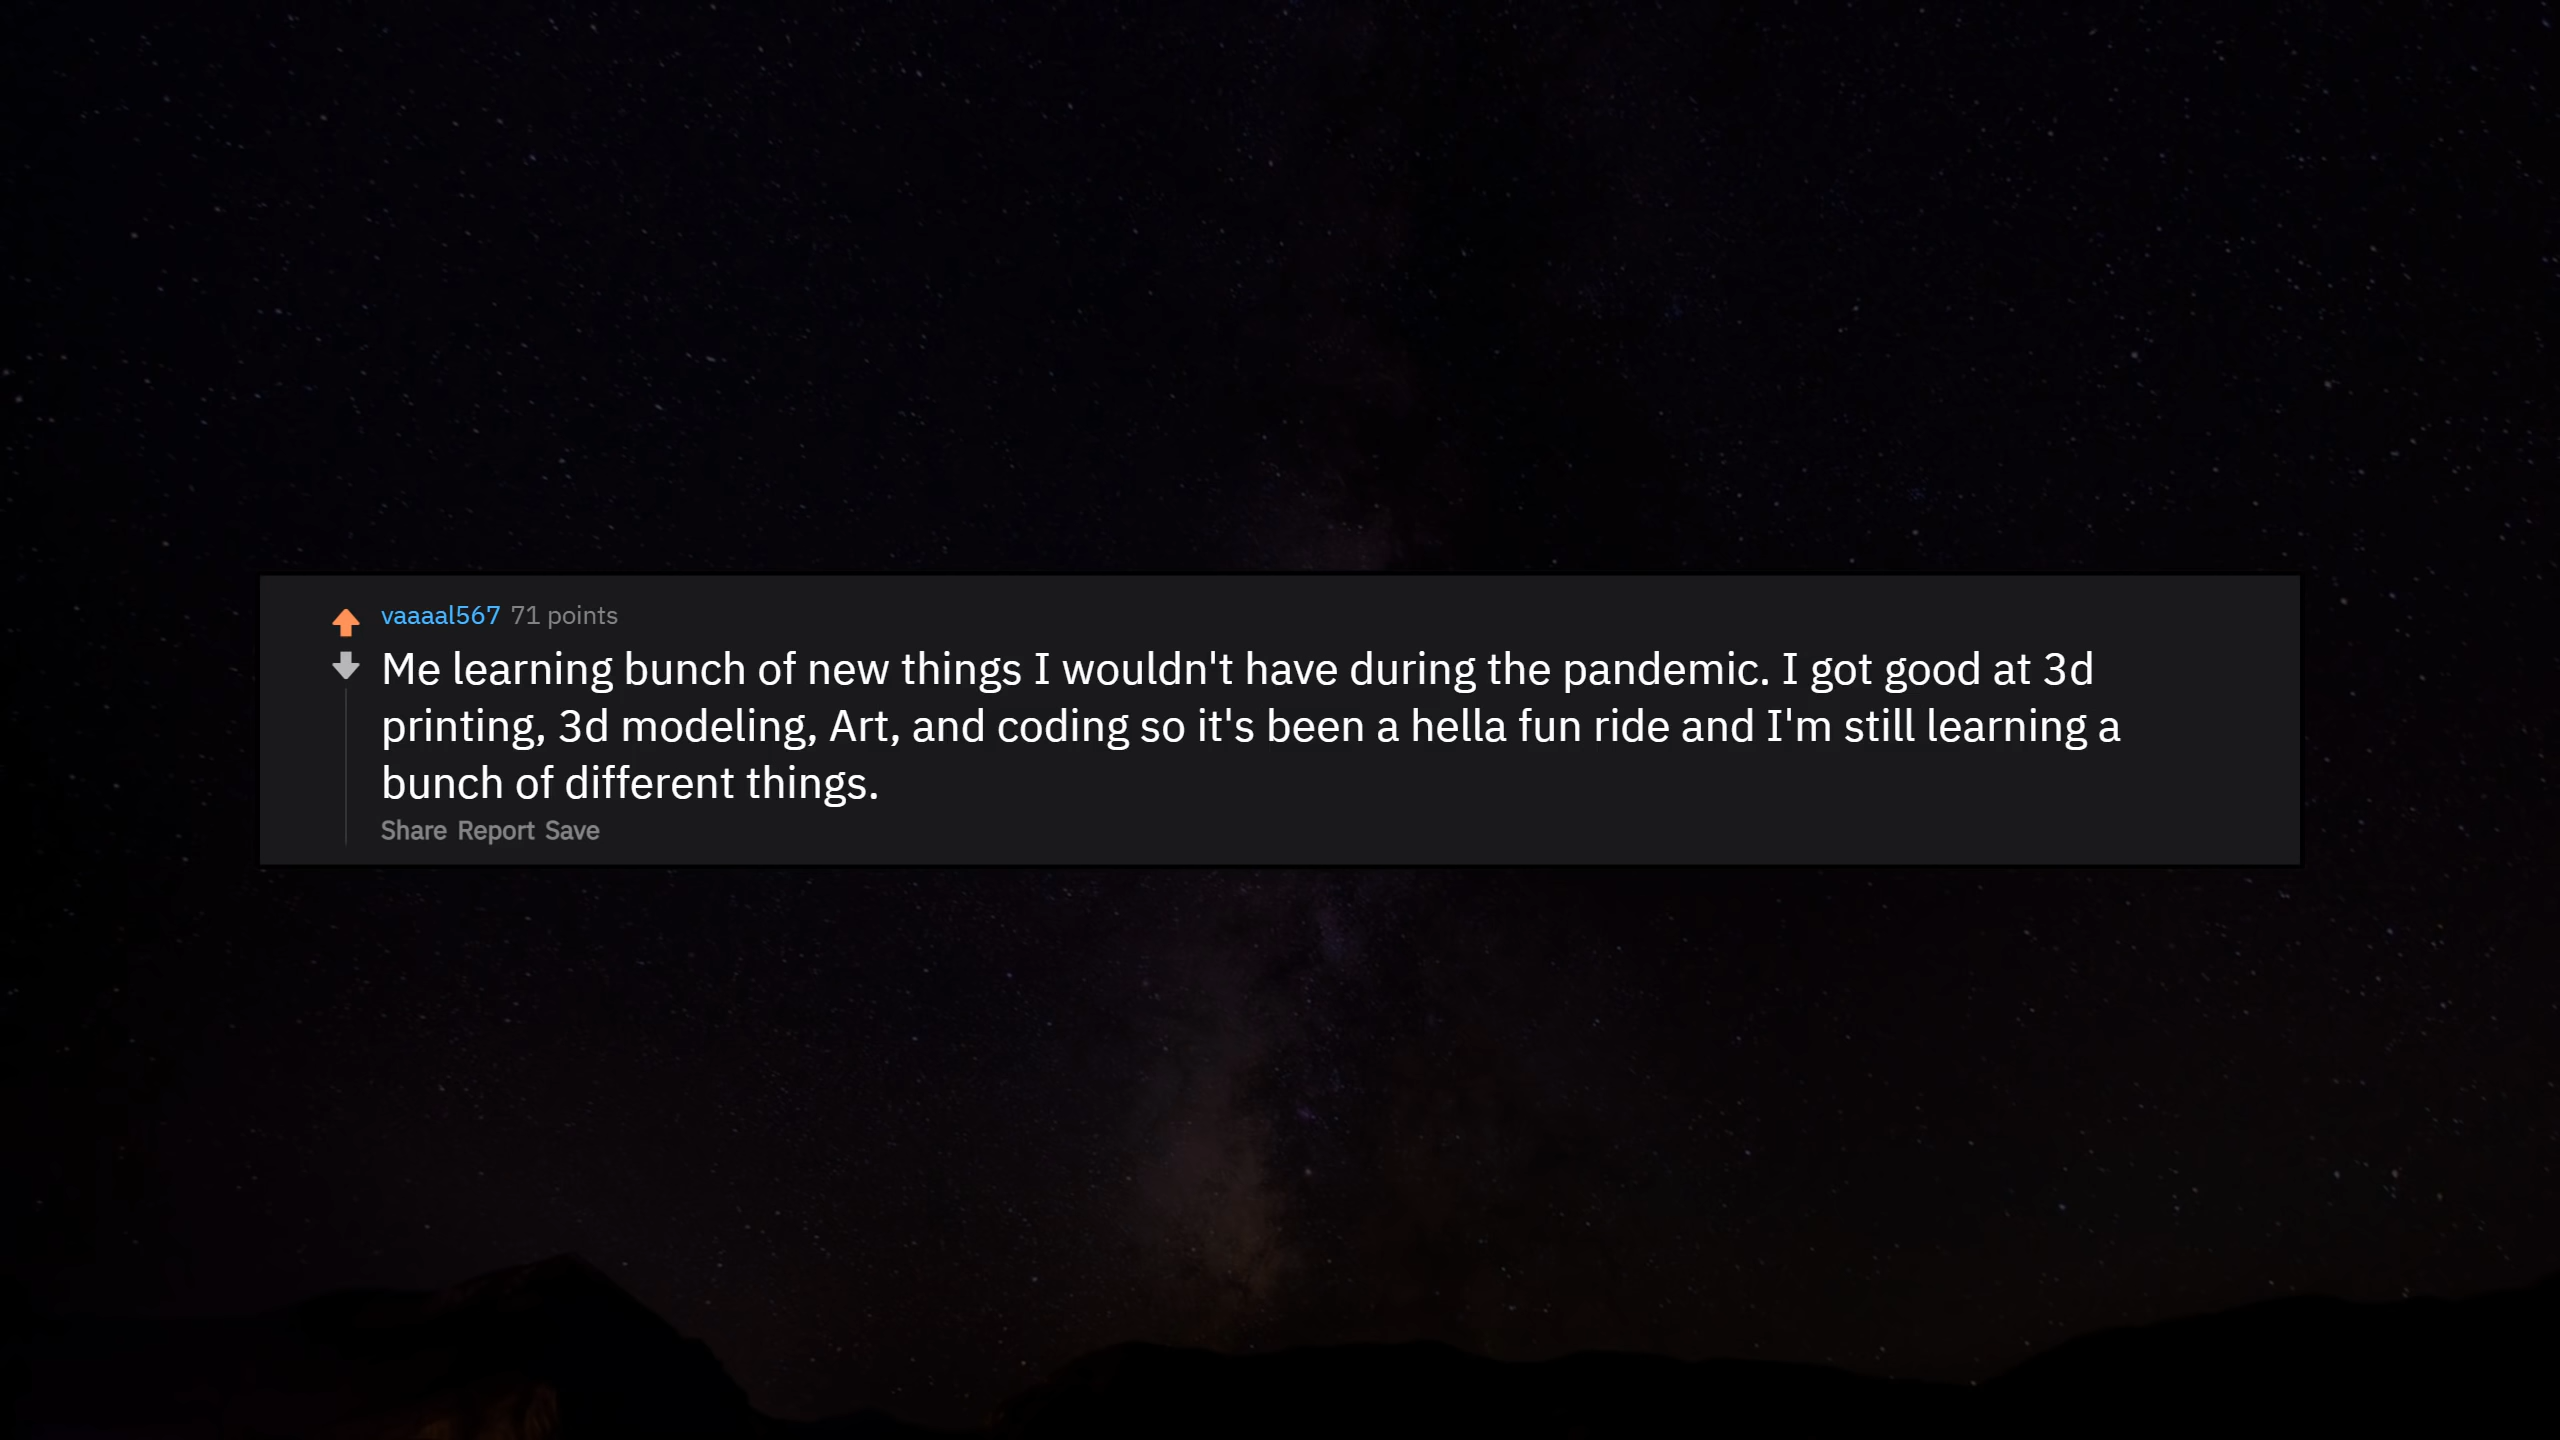 vaaaal567 71 points
Me learning bunch of new things I wouldn't have during the pandemic. I got good at 3d
printing, 3d modeling, Art, and coding so it's been a hella fun ride and I'm still learning a
bunch of different things.
Share Report Save